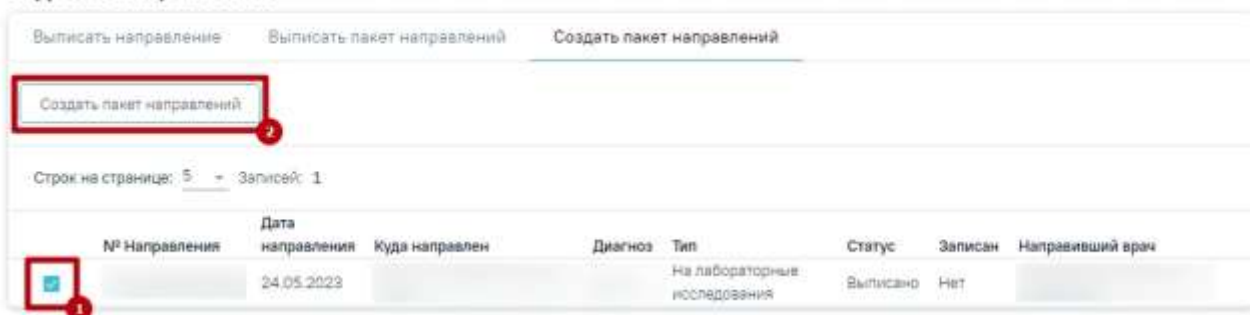 Выписать направление Выписать пакет направлений Создать пакет направлений
Создать пакет направлений
2
Строк на странице: 5 Записей: 1
№ Направления Дата направления Куда направлен Диагноз Тип Статус Записан Направивший врач
24.05.2023 На лабораторные исследования Выписано Нет
1